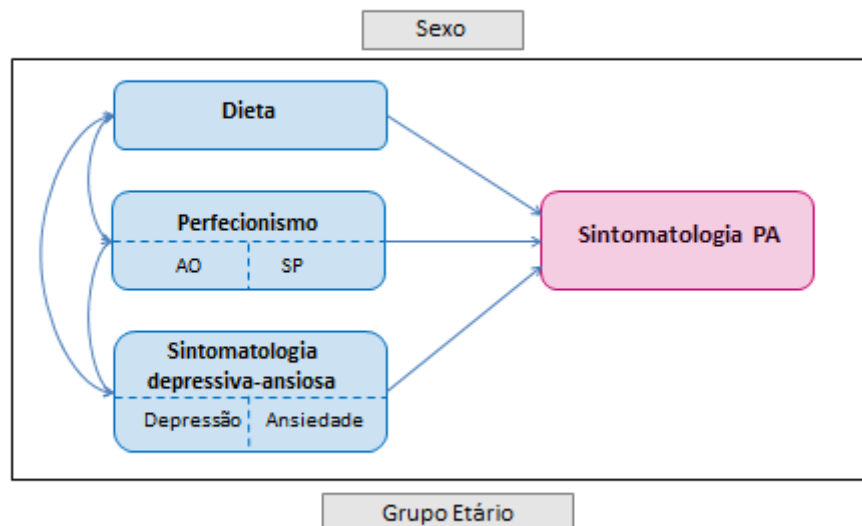 Sexo
Dieta
Perfecionismo
AO SP
Sintomatologia PA
Sintomatologia
depressiva-ansiosa
Depressão Ansiedade
Grupo Etário